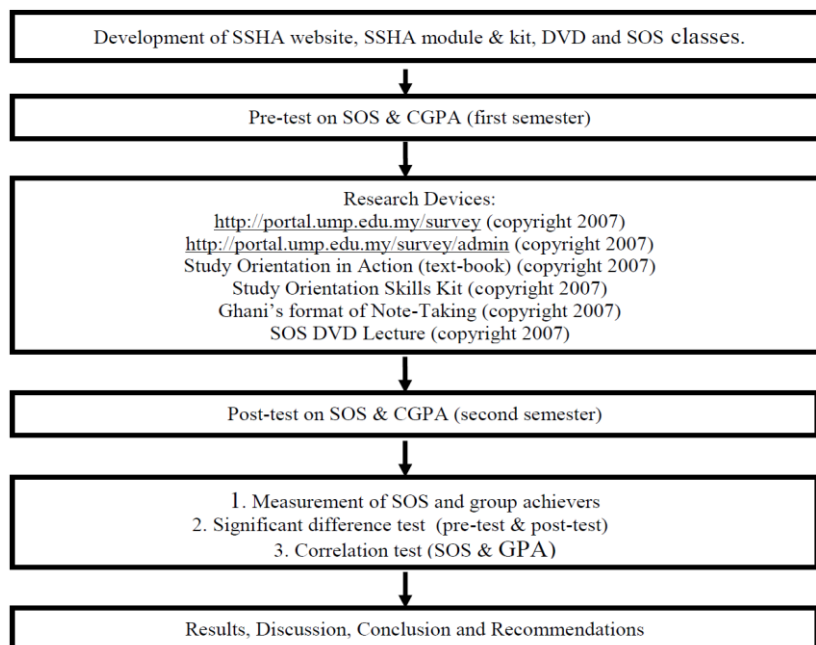 Development of SSHA website, SSHA module & kit, DVD and SOS classes.
Pre-test on SOS & CGPA (first semester)
Research Devices:
http://portal.ump.edu.my/survey (copyright 2007)
http://portal.ump.edu.my/survey/admin (copyright 2007)
Study Orientation in Action (text-book) (copyright 2007)
Study Orientation Skills Kit (copyright 2007)
Ghani's format of Note-Taking (copyright 2007)
SOS DVD Lecture (copyright 2007)
Post-test on SOS & CGPA (second semester)
1. Measurement of SOS and group achievers
2. Significant difference test (pre-test & post-test)
3. Correlation test (SOS & GPA)
Results, Discussion, Conclusion and Recommendations